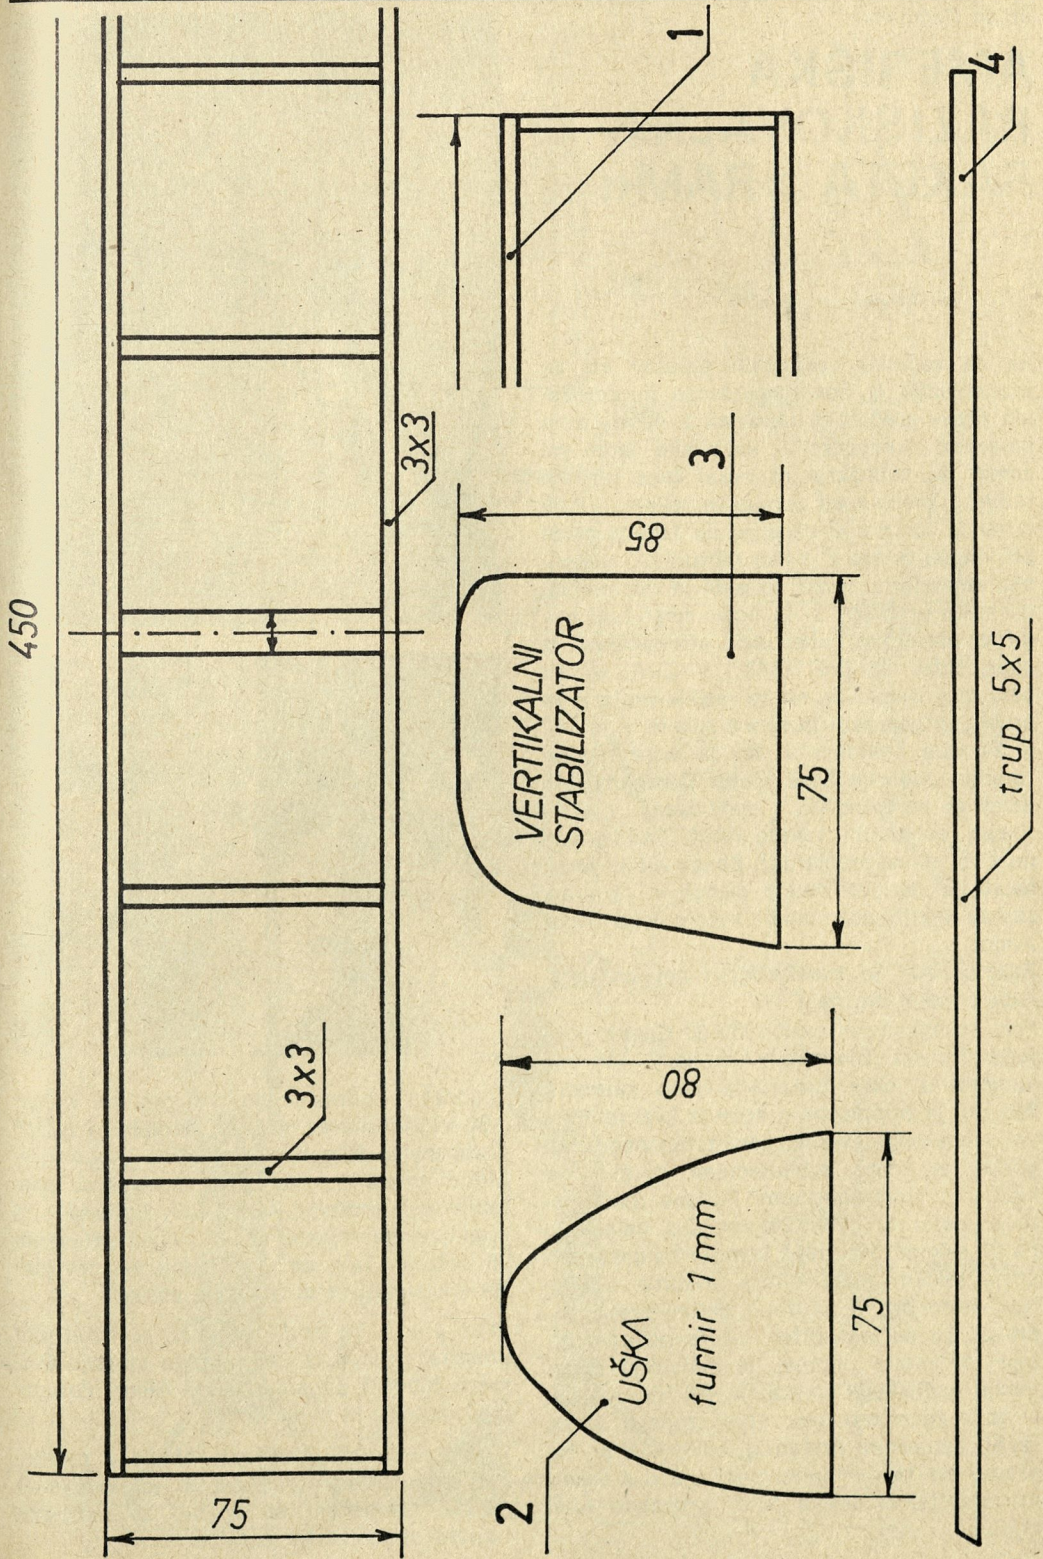 450
75
3x3
3x3
1
2
UŠKA
furnir 1 mm
80
75
VERTIKALNI
STABILIZATOR
85
75
3
trup 5x5
4